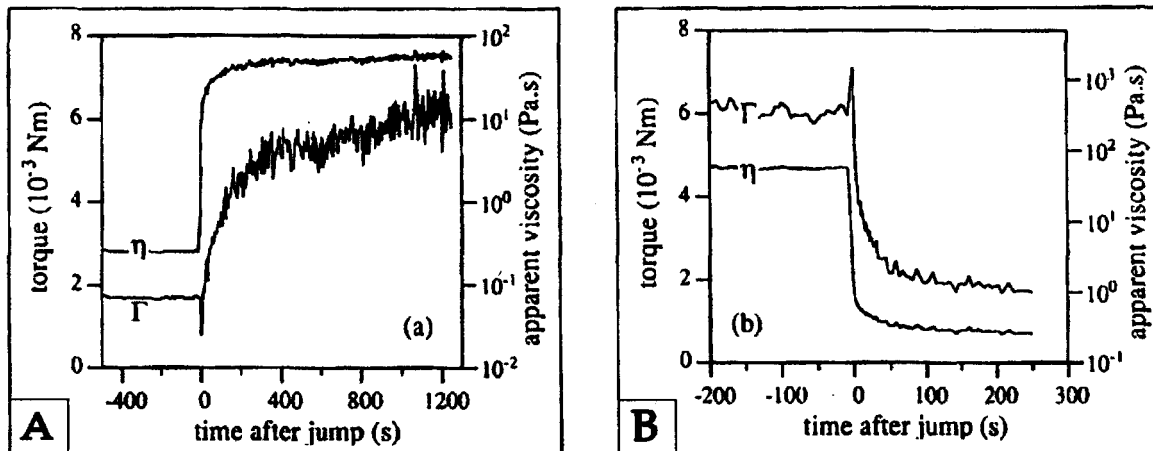 torque (10⁻³ Nm)
8
6
4
2
0
η
Γ
(a)
10²
10¹
10⁰
10⁻¹
10⁻²
apparent viscosity (Pa.s)
-400
0
400
800
1200
time after jump (s)
A
torque (10⁻³ Nm)
8
6
4
2
0
Γ
η
(b)
10³
10²
10¹
10⁰
10⁻¹
apparent viscosity (Pa.s)
-200
-100
0
100
200
300
time after jump (s)
B